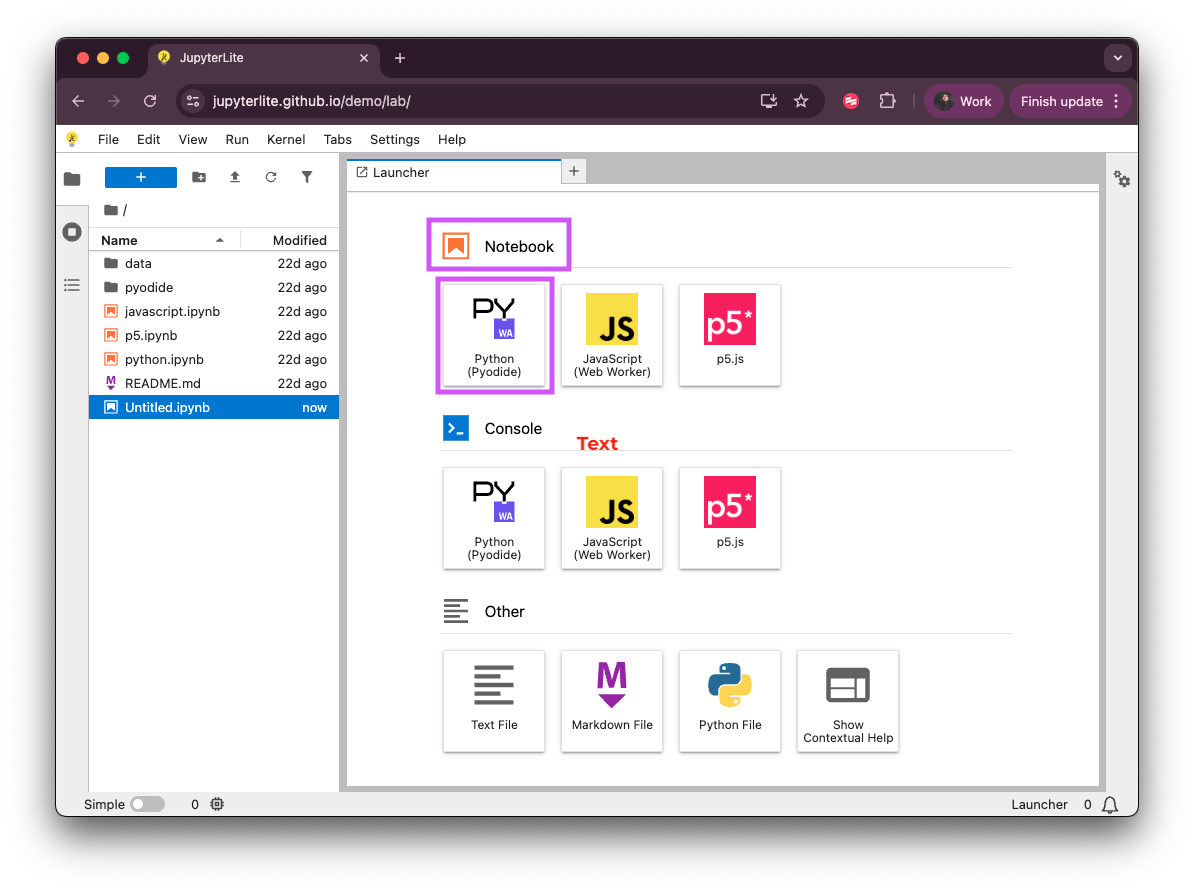 JupyterLite
jupyterlite.github.io/demo/lab/
Work
Finish update
File Edit View Run Kernel Tabs Settings Help
+
/
Name Modified
data 22d ago
pyodide 22d ago
javascript.ipynb 22d ago
p5.ipynb 22d ago
python.ipynb 22d ago
README.md 22d ago
Untitled.ipynb now
Launcher
Notebook
PY
WA
Python
(Pyodide)
JS
JavaScript
(Web Worker)
p5*
p5.js
Console
Text
PY
WA
Python
(Pyodide)
JS
JavaScript
(Web Worker)
p5*
p5.js
Other
Text File
M
Markdown File
Python File
Show
Contextual Help
Simple 0
Launcher 0